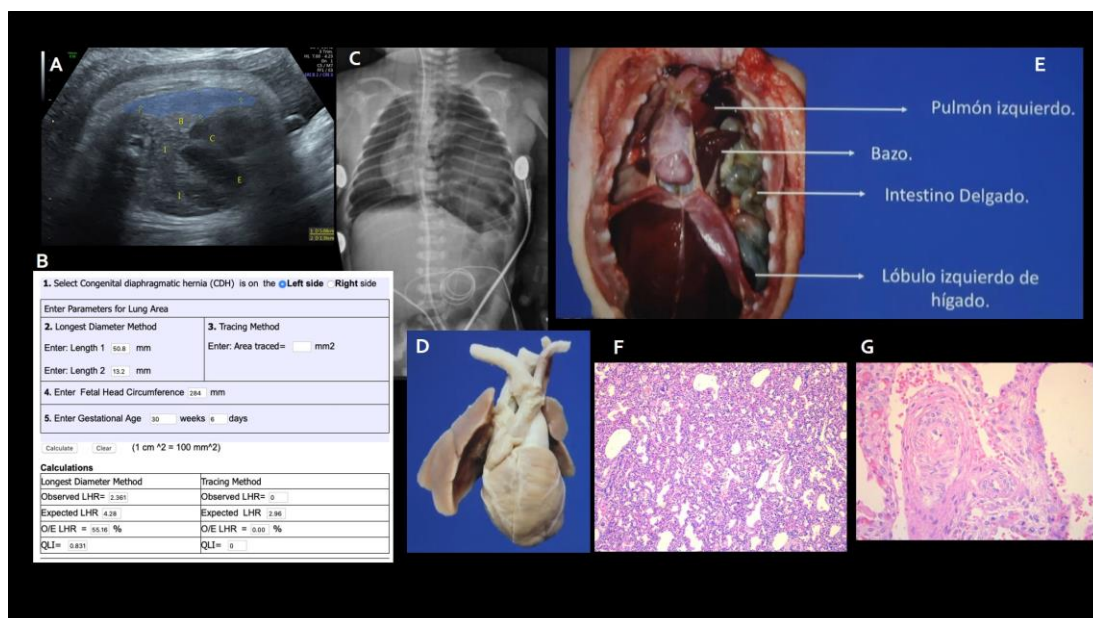 A
H
T
C
E
I
B
1. Select Congenital diaphragmatic hernia (CDH) is on the Left side Right side
Enter Parameters for Lung Area
2. Longest Diameter Method
Enter: Length 1 50.8 mm
Enter: Length 2 13.2 mm
3. Tracing Method
Enter: Area traced= mm2
4. Enter Fetal Head Circumference 284 mm
5. Enter Gestational Age 30 weeks 6 days
Calculate Clear (1 cm ^2 = 100 mm^2)
Calculations
Longest Diameter Method Tracing Method
Observed LHR= 2.361 Observed LHR= 0
Expected LHR 4.28 Expected LHR 2.96
O/E LHR = 55.16 % O/E LHR = 0.00 %
QLI= 0.831 QLI= 0
C
D
E
Pulmón izquierdo.
Bazo.
Intestino Delgado.
Lóbulo izquierdo de
hígado.
F
G